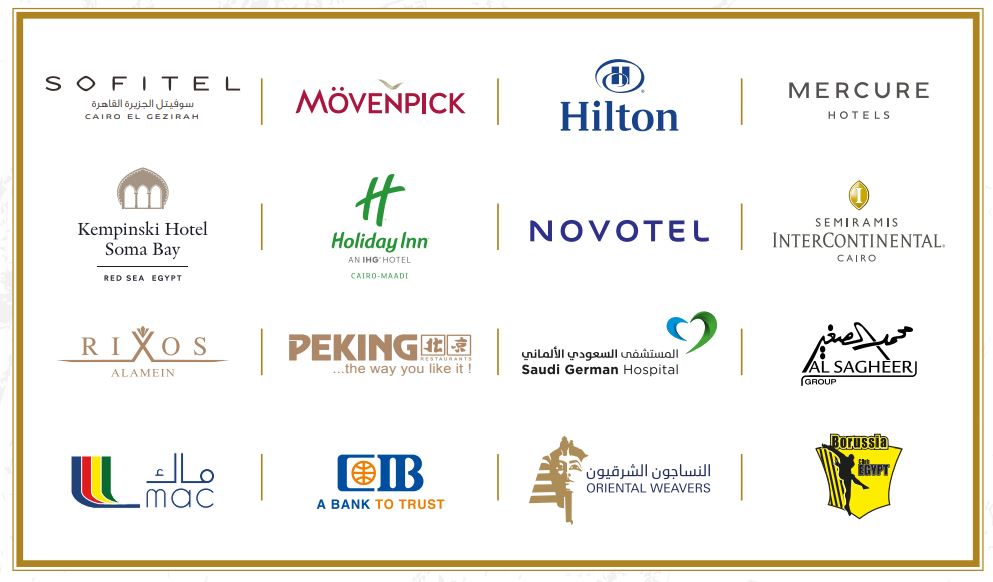 SOFITEL
سوفيتل الجزيرة القاهرة
CAIRO EL GEZIRAH
MÖVENPICK
H
Hilton
MERCURE
HOTELS
Kempinski Hotel
Soma Bay
RED SEA EGYPT
H
Holiday Inn
AN IHG® HOTEL
CAIRO-MAADI
NOVOTEL
I
SEMIRAMIS
INTERCONTINENTAL®
CAIRO
RIXOS
ALAMEIN
PEKING 北京
RESTAURANTS
...the way you like it !
المستشفى السعودي الألماني
Saudi German Hospital
محمد الصغير
AL SAGHEER
GROUP
ماك
mac
CIB
A BANK TO TRUST
النساجون الشرقيون
ORIENTAL WEAVERS
Borussia
Club
EGYPT